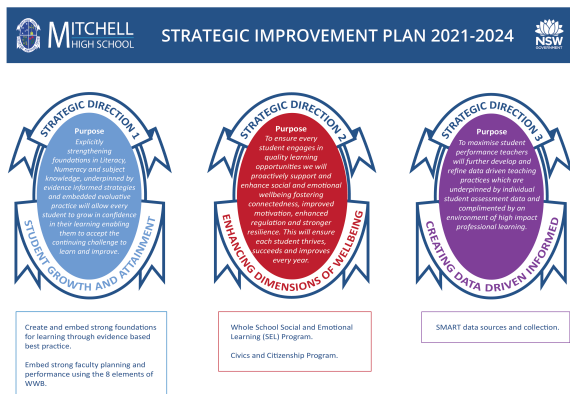 MITCHELL
HIGH SCHOOL
STRATEGIC IMPROVEMENT PLAN 2021-2024
NSW
GOVERNMENT
STRATEGIC DIRECTION 1
Purpose
Explicitly
strengthening
foundations in Literacy,
Numeracy and subject
knowledge, underpinned by
evidence informed strategies
and embedded evaluative
practice will allow every
student to grow in confidence
in their learning enabling
them to accept the
continuing challenge to
learn and improve.
STUDENT GROWTH AND ATTAINMENT
Create and embed strong foundations
for learning through evidence based
best practice.
Embed strong faculty planning and
performance using the 8 elements of
WWB.
STRATEGIC DIRECTION 2
Purpose
To ensure every
student engages in
quality learning
opportunities we will
proactively support and
enhance social and emotional
wellbeing fostering
connectedness, improved
motivation, enhanced
regulation and stronger
resilience. This will ensure
each student thrives,
succeeds and improves
every year.
ENHANCING DIMENSIONS OF WELLBEING
Whole School Social and Emotional
Learning (SEL) Program.
Civics and Citizenship Program.
STRATEGIC DIRECTION 3
Purpose
To maximise student
performance teachers
will further develop and
refine data driven teaching
practices which are
underpinned by individual
student assessment data and
complimented by an
environment of high impact
professional learning.
CREATING DATA DRIVEN INFORMED
SMART data sources and collection.